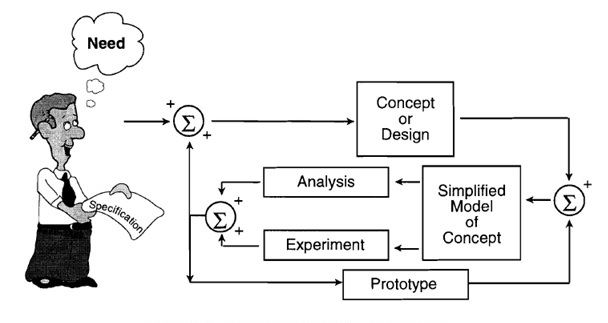 Need
Specification
+
Σ
+
Concept
or
Design
Analysis
Simplified
Model
of
Concept
Σ
+
+
Σ
+
Experiment
Prototype